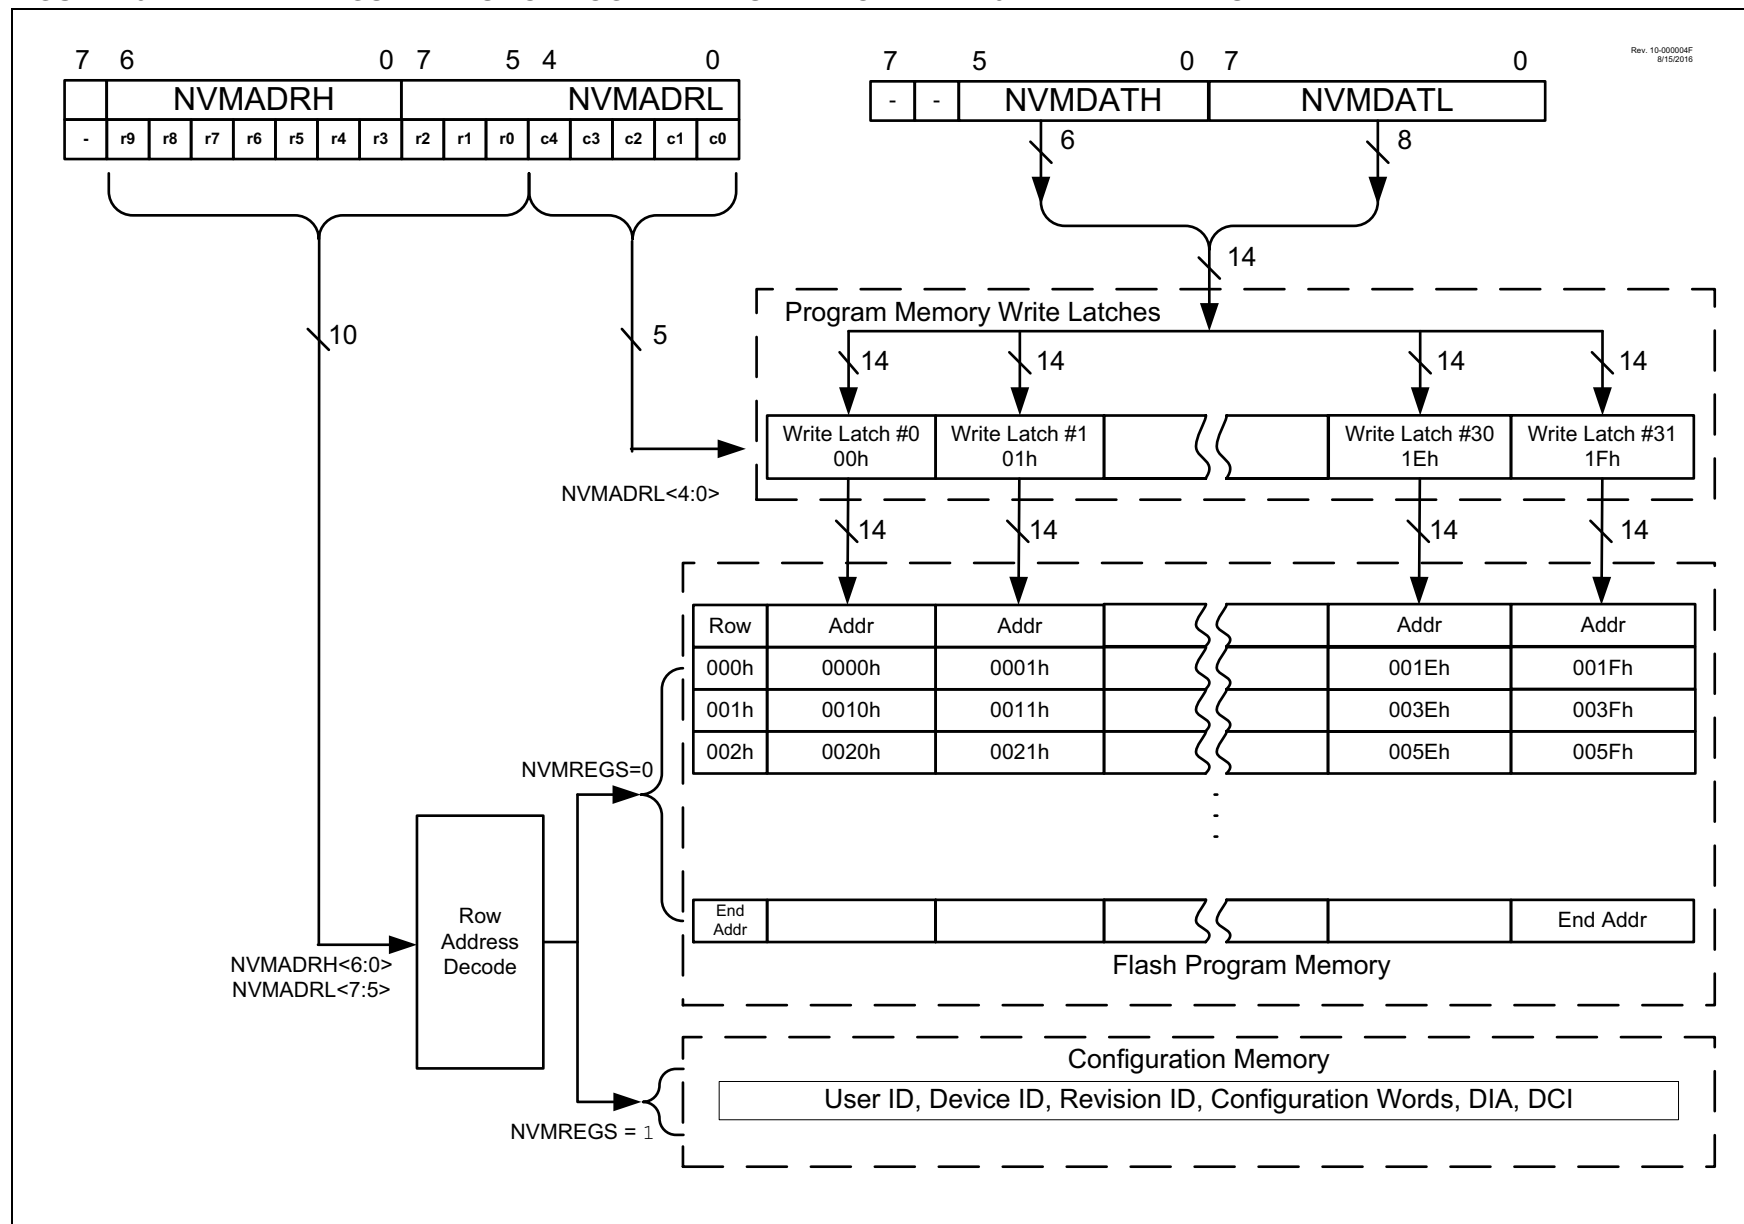 7 6 0 7 5 4 0
NVMADRH NVMADRL
- r9 r8 r7 r6 r5 r4 r3 r2 r1 r0 c4 c3 c2 c1 c0
7 5 0 7 0
- - NVMDATH NVMDATL
Rev. 10-000004F
8/15/2016
6 8
14
10 5
Program Memory Write Latches
14 14 14 14
Write Latch #0 Write Latch #1 Write Latch #30 Write Latch #31
00h 01h 1Eh 1Fh
NVMADRL<4:0>
14 14 14 14
Row Addr Addr Addr Addr
000h 0000h 0001h 001Eh 001Fh
001h 0010h 0011h 003Eh 003Fh
002h 0020h 0021h 005Eh 005Fh
NVMREGS=0
Row
Address
Decode
NVMADRH<6:0>
NVMADRL<7:5>
End
Addr
End Addr
Flash Program Memory
Configuration Memory
User ID, Device ID, Revision ID, Configuration Words, DIA, DCI
NVMREGS = 1